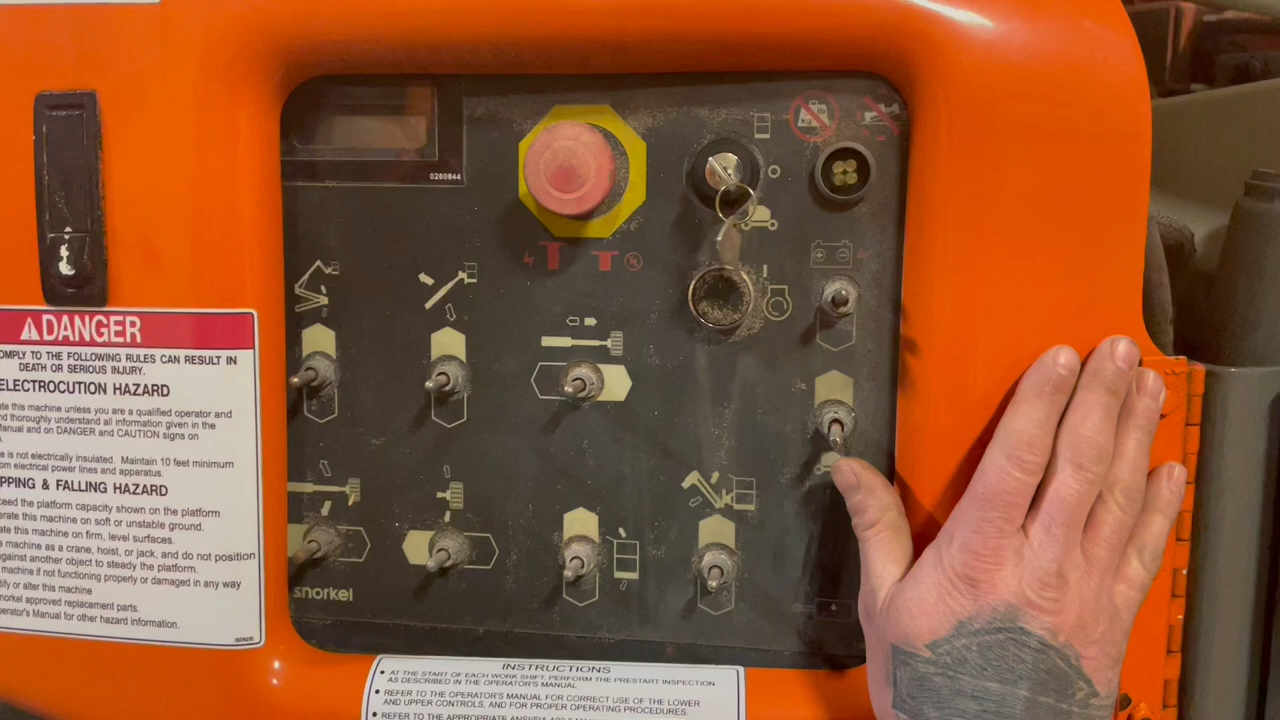 0260844
kg lb
DANGER
OMPLY TO THE FOLLOWING RULES CAN RESULT IN
DEATH OR SERIOUS INJURY.
ELECTROCUTION HAZARD
ate this machine unless you are a qualified operator and
nd thoroughly understand all information given in the
Manual and on DANGER and CAUTION signs on
e is not electrically insulated. Maintain 10 feet minimum
om electrical power lines and apparatus.
PPING & FALLING HAZARD
ceed the platform capacity shown on the platform
erate this machine on soft or unstable ground.
ate this machine on firm, level surfaces.
e machine as a crane, hoist, or jack, and do not position
against another object to steady the platform.
machine if not functioning properly or damaged in any way
dify or alter this machine
norkel approved replacement parts.
perator's Manual for other hazard information.
snorkel
INSTRUCTIONS
• AT THE START OF EACH WORK SHIFT, PERFORM THE PRESTART INSPECTION
AS DESCRIBED IN THE OPERATOR'S MANUAL.
• REFER TO THE OPERATOR'S MANUAL FOR CORRECT USE OF THE LOWER
AND UPPER CONTROLS, AND FOR PROPER OPERATING PROCEDURES.
• REFER TO THE APPROPRIATE